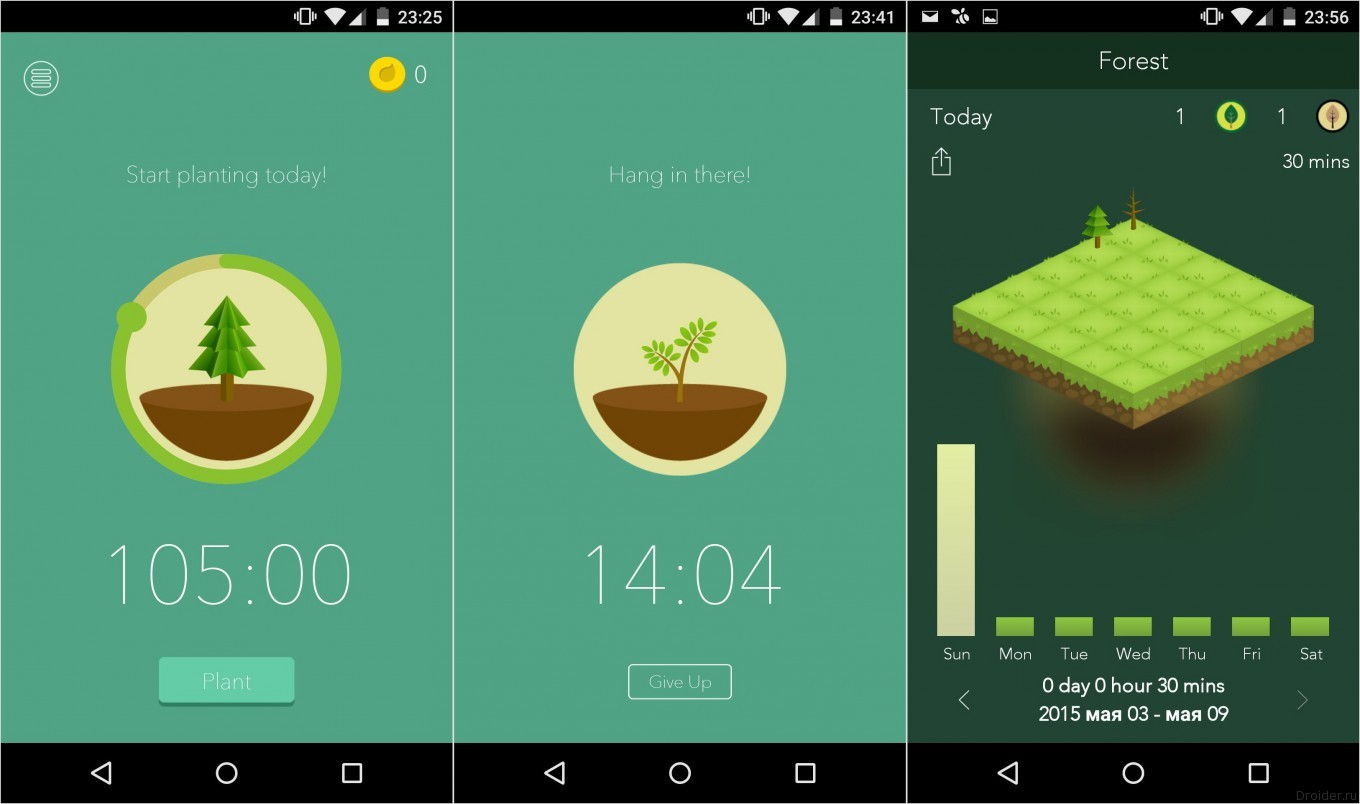 23:25
0
Start planting today!
105:00
Plant
23:41
Hang in there!
14:04
Give Up
23:56
Forest
Today 1 1
30 mins
Sun Mon Tue Wed Thu Fri Sat
0 day 0 hour 30 mins
2015 мая 03 - мая 09
Droider.ru